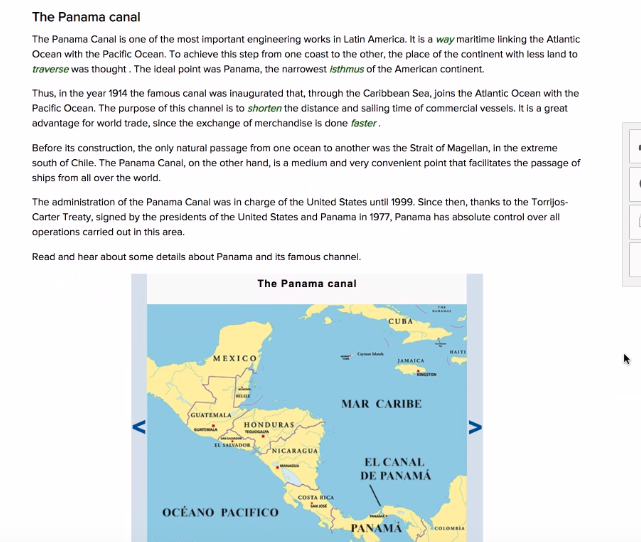 The Panama canal
The Panama Canal is one of the most important engineering works in Latin America. It is a way maritime linking the Atlantic
Ocean with the Pacific Ocean. To achieve this step from one coast to the other, the place of the continent with less land to
traverse was thought . The ideal point was Panama, the narrowest isthmus of the American continent.
Thus, in the year 1914 the famous canal was inaugurated that, through the Caribbean Sea, joins the Atlantic Ocean with the
Pacific Ocean. The purpose of this channel is to shorten the distance and sailing time of commercial vessels. It is a great
advantage for world trade, since the exchange of merchandise is done faster .
Before its construction, the only natural passage from one ocean to another was the Strait of Magellan, in the extreme
south of Chile. The Panama Canal, on the other hand, is a medium and very convenient point that facilitates the passage of
ships from all over the world.
The administration of the Panama Canal was in charge of the United States until 1999. Since then, thanks to the Torrijos-
Carter Treaty, signed by the presidents of the United States and Panama in 1977, Panama has absolute control over all
operations carried out in this area.
Read and hear about some details about Panama and its famous channel.
The Panama canal
THE
BAHAMAS
CUBA
MEXICO
Cayman Islands
HAITI
JAMAICA
KINGSTON
BELIZE
MAR CARIBE
GUATEMALA
GUATEMALA
HONDURAS
TEGUCIGALPA
SAN SALVADOR
EL SALVADOR
NICARAGUA
MANAGUA
EL CANAL
DE PANAMÁ
COSTA RICA
SAN JOSE
OCÉANO PACIFICO
PANAMA
PANAMÁ
COLOMBIA